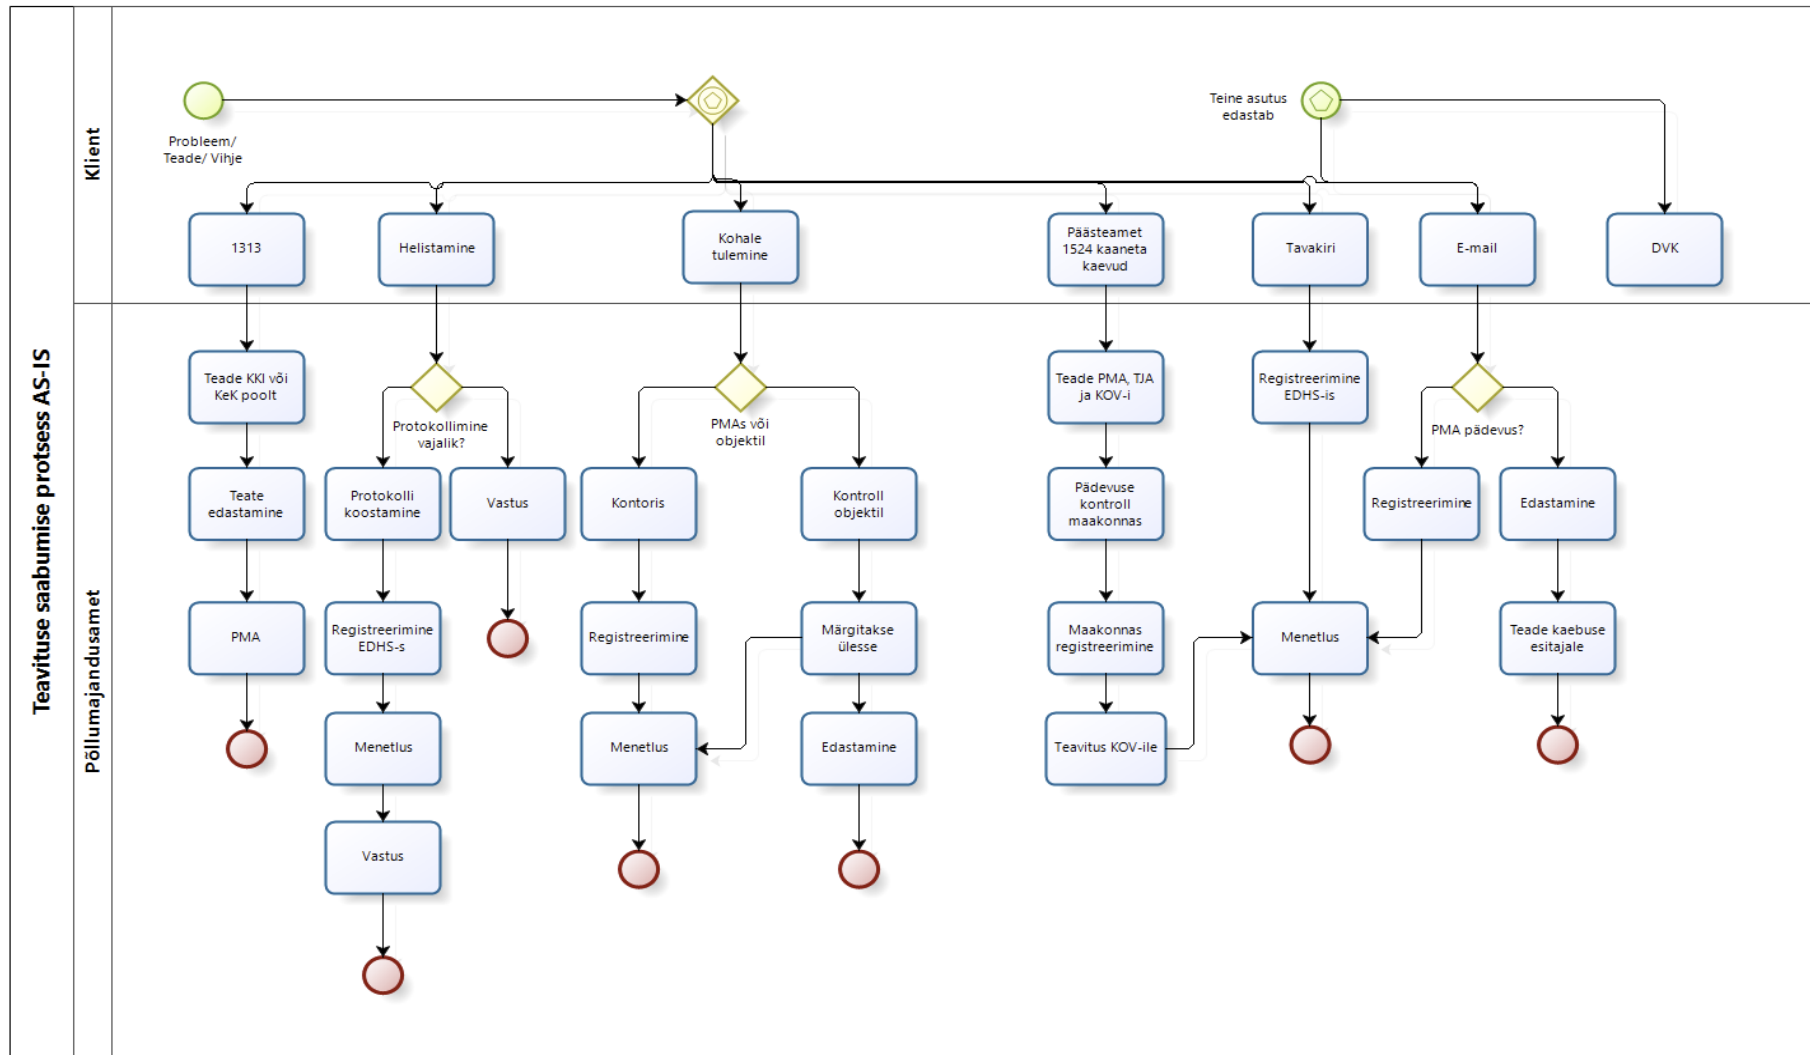 Teavituse saabumise protsess AS-IS
Klient
Probleem/
Teade/ Vihje
Teine asutus
edastab
1313
Helistamine
Kohale
tulemine
Päästeamet
1524 kaaneta
kaevud
Tavakiri
E-mail
DVK
Põllumajandusamet
Teade KKI või
KeK poolt
Protokollimine
vajalik?
PMAs või
objektil
Teade PMA, TJA
ja KOV-i
Registreerimine
EDHS-is
PMA pädevus?
Teate
edastamine
Protokolli
koostamine
Vastus
Kontoris
Kontroll
objektil
Pädevuse
kontroll
maakonnas
Registreerimine
Edastamine
PMA
Registreerimine
EDHS-s
Registreerimine
Märgitakse
ülesse
Maakonnas
registreerimine
Menetlus
Teade kaebuse
esitajale
Menetlus
Menetlus
Edastamine
Teavitus KOV-ile
Vastus